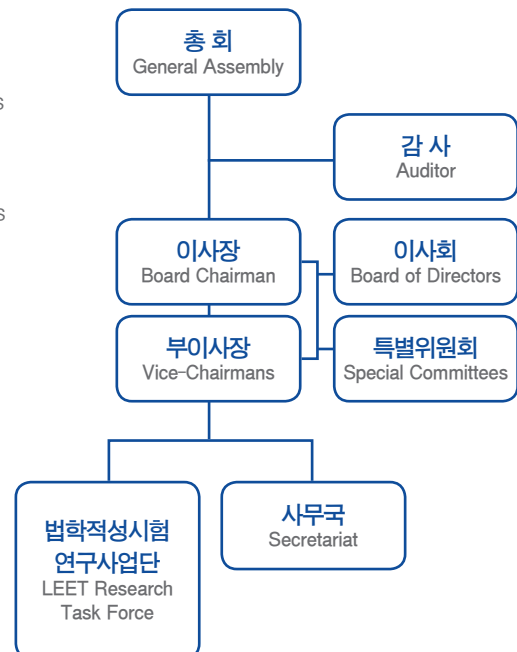 총 회
General Assembly
s
감 사
Auditor
s
이사장
Board Chairman
이사회
Board of Directors
부이사장
Vice-Chairmans
특별위원회
Special Committees
법학적성시험
연구사업단
LEET Research
Task Force
사무국
Secretariat